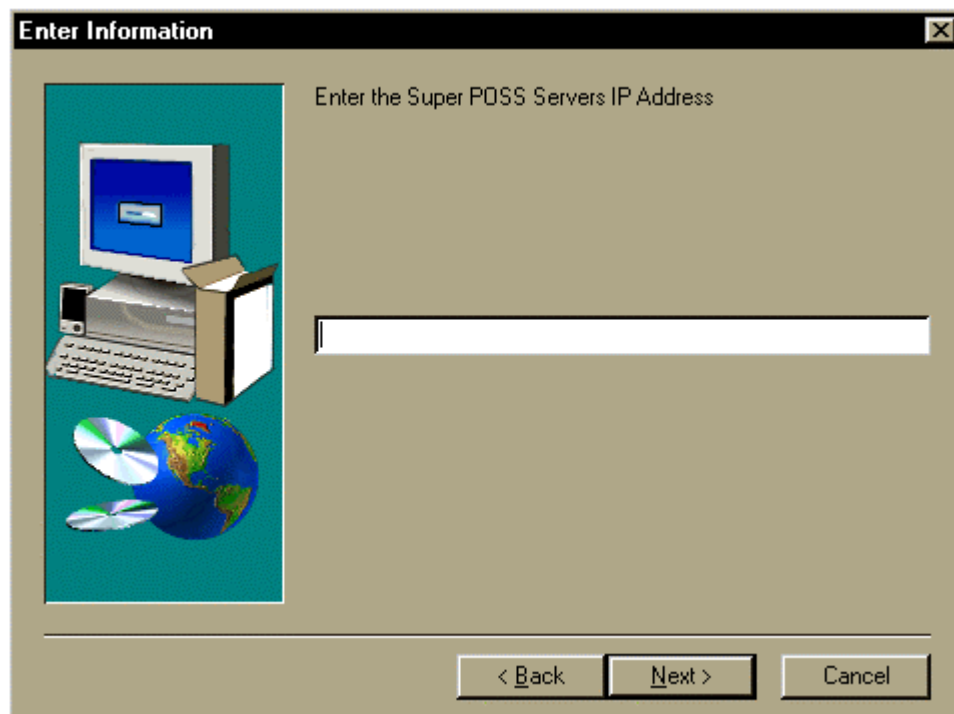 Enter Information
Enter the Super POSS Servers IP Address
< Back
Next >
Cancel